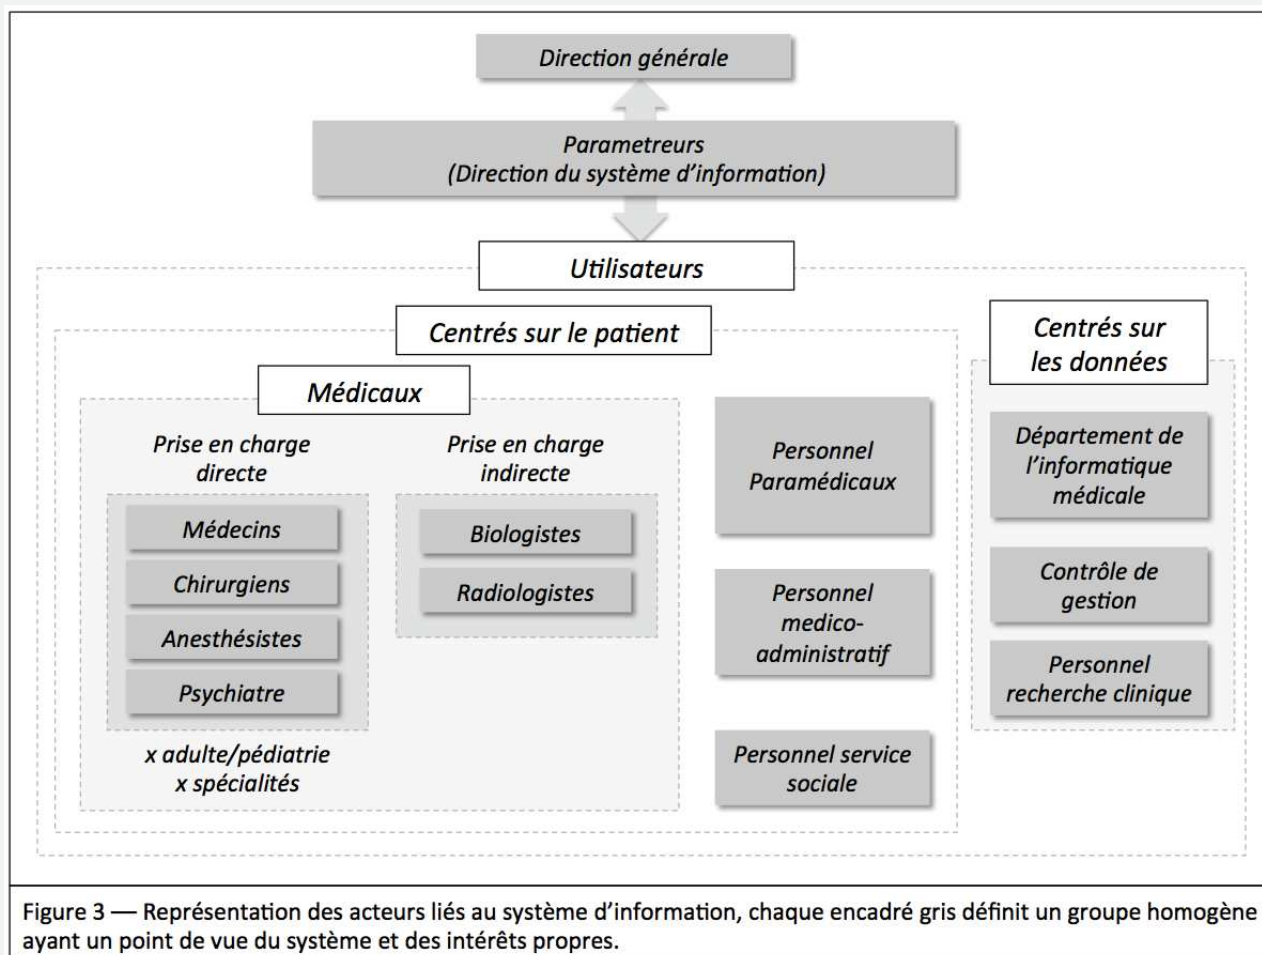 Direction générale
Parametreurs
(Direction du système d'information)
Utilisateurs
Centrés sur le patient
Médicaux
Prise en charge
directe
Médecins
Chirurgiens
Anesthésistes
Psychiatre
x adulte/pédiatrie
x spécialités
Prise en charge
indirecte
Biologistes
Radiologistes
Personnel
Paramédicaux
Personnel
medico-
administratif
Personnel service
sociale
Centrés sur
les données
Département de
l'informatique
médicale
Contrôle de
gestion
Personnel
recherche clinique
Figure 3 — Représentation des acteurs liés au système d'information, chaque encadré gris définit un groupe homogène
ayant un point de vue du système et des intérêts propres.